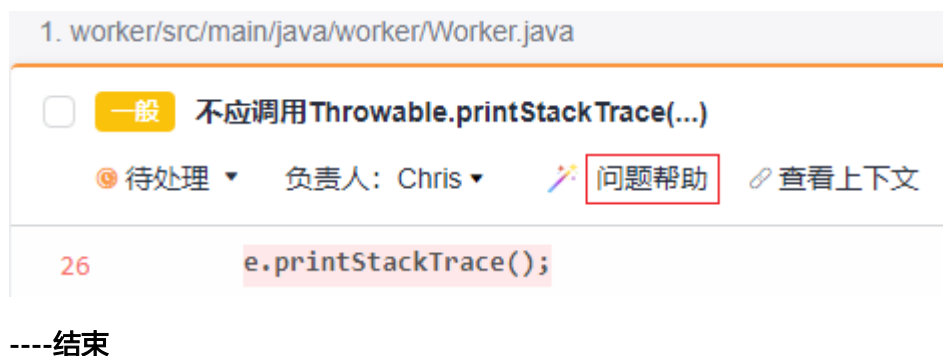 1. worker/src/main/java/worker/Worker.java
一般 不应调用Throwable.printStackTrace(...)
待处理 负责人：Chris 问题帮助 查看上下文
26 e.printStackTrace();
----结束